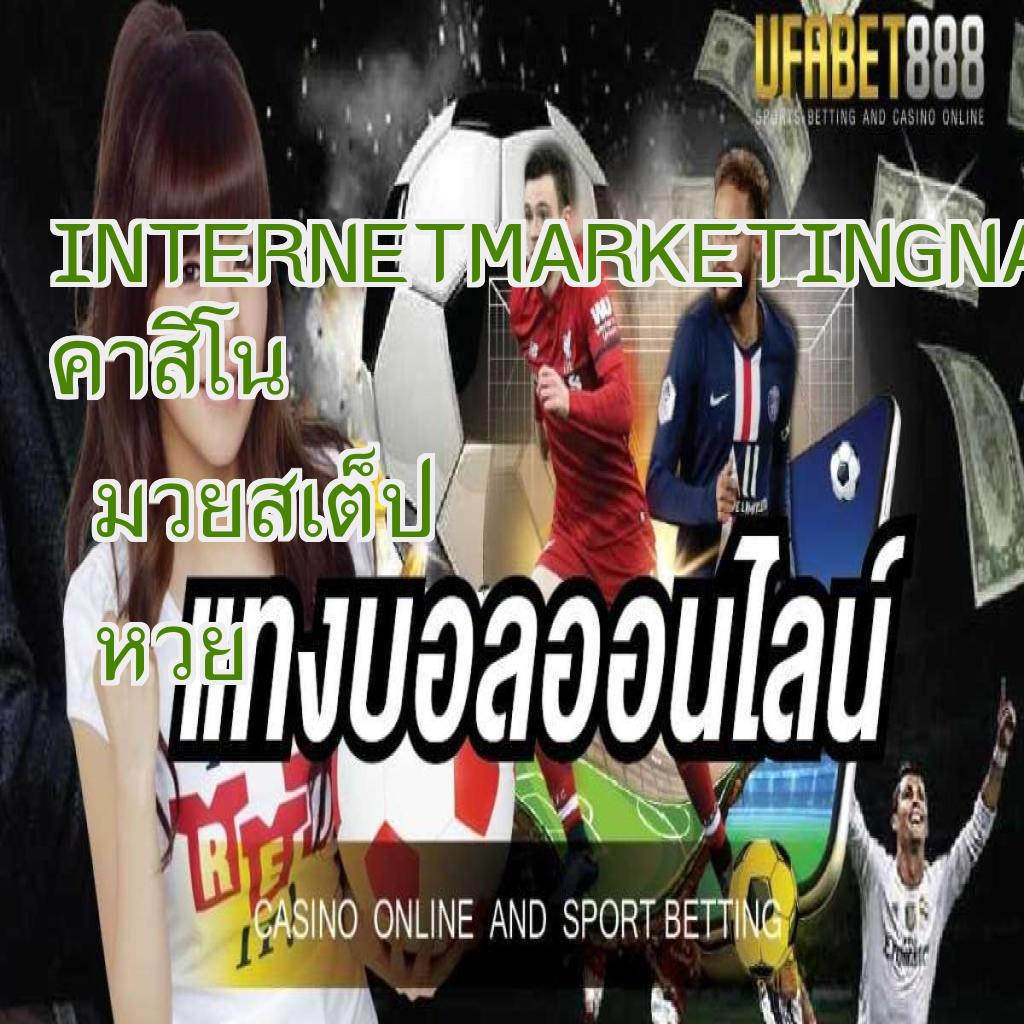 UFABET888
SPORTS BETTING AND CASINO ONLINE
INTERNETMARKETINGNA
คาสิโน
มวยสเต็ป
หวย
แทงบอลออนไลน์
CASINO ONLINE AND SPORT BETTING
Emirates